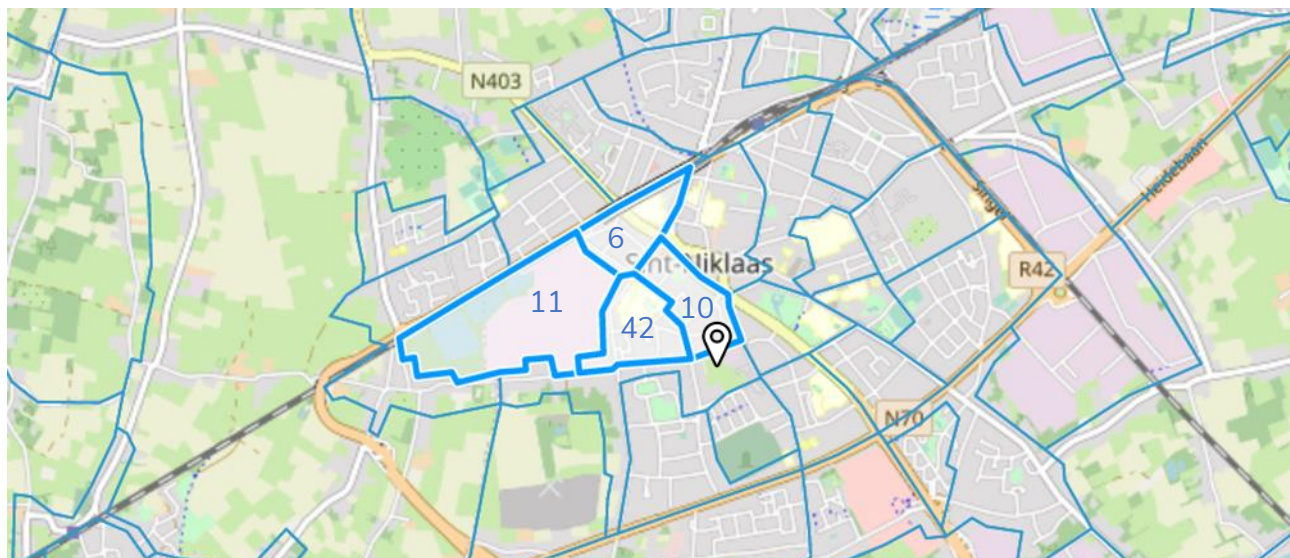 N403
6
Sint-Niklaas
11
10
42
Singel
Heidebaan
R42
N70